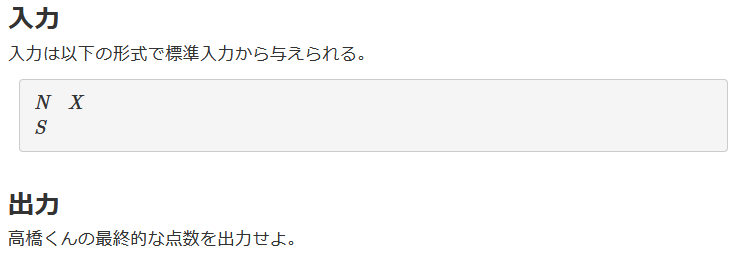 入力
入力は以下の形式で標準入力から与えられる。
N X
S
出力
高橋くんの最終的な点数を出力せよ。